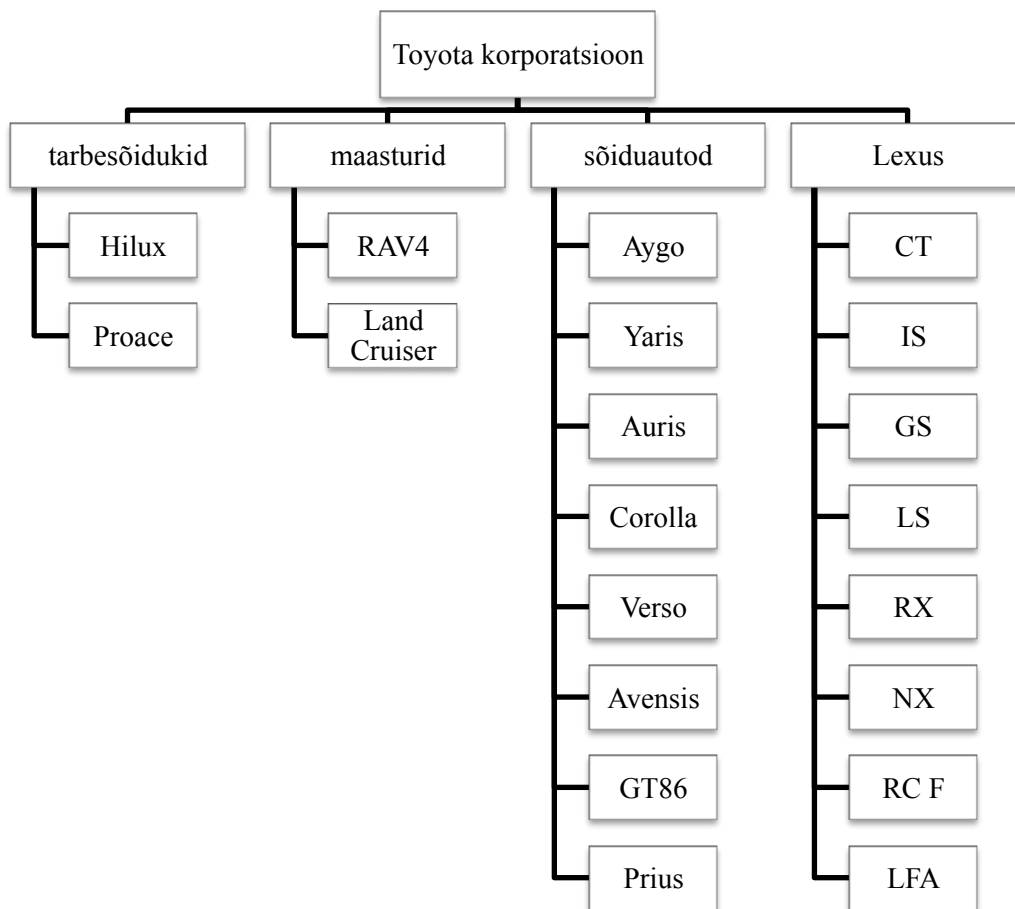 Toyota korporatsioon
tarbesõidukid
Hilux
Proace
maasturid
RAV4
Land
Cruiser
sõiduautod
Aygo
Yaris
Auris
Corolla
Verso
Avensis
GT86
Prius
Lexus
CT
IS
GS
LS
RX
NX
RC F
LFA